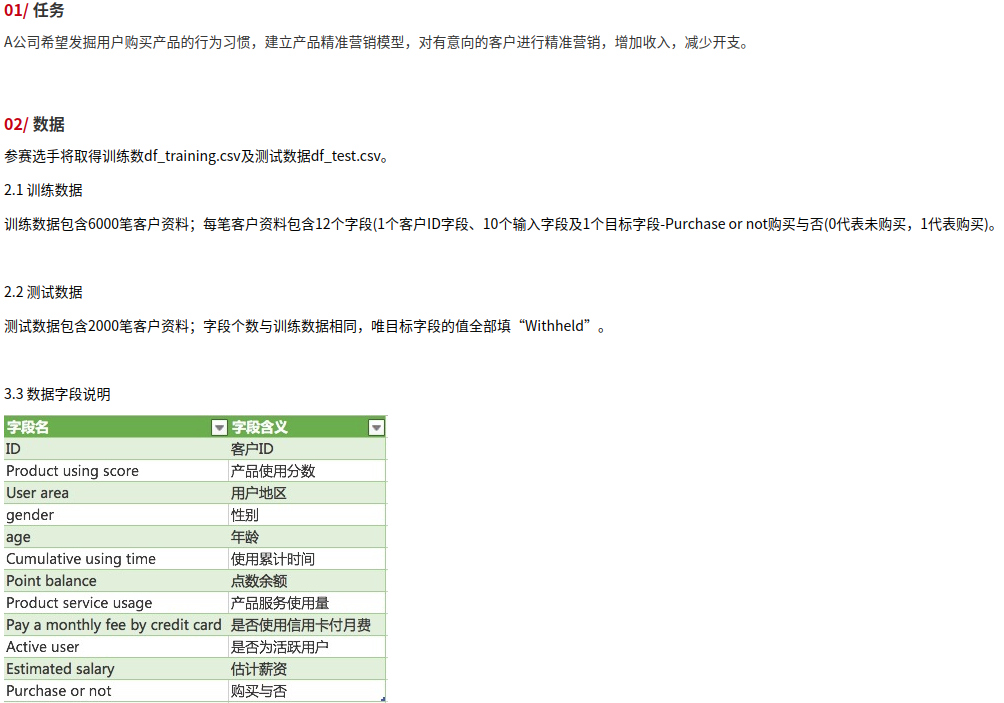 01/ 任务
A公司希望发掘用户购买产品的行为习惯，建立产品精准营销模型，对有意向的客户进行精准营销，增加收入，减少开支。
02/ 数据
参赛选手将取得训练数df_training.csv及测试数据df_test.csv。
2.1 训练数据
训练数据包含6000笔客户资料；每笔客户资料包含12个字段(1个客户ID字段、10个输入字段及1个目标字段-Purchase or not购买与否(0代表未购买，1代表购买)。
2.2 测试数据
测试数据包含2000笔客户资料；字段个数与训练数据相同，唯目标字段的值全部填“Withheld”。
3.3 数据字段说明
字段名 字段含义
ID 客户ID
Product using score 产品使用分数
User area 用户地区
gender 性别
age 年龄
Cumulative using time 使用累计时间
Point balance 点数余额
Product service usage 产品服务使用量
Pay a monthly fee by credit card 是否使用信用卡付月费
Active user 是否为活跃用户
Estimated salary 估计薪资
Purchase or not 购买与否